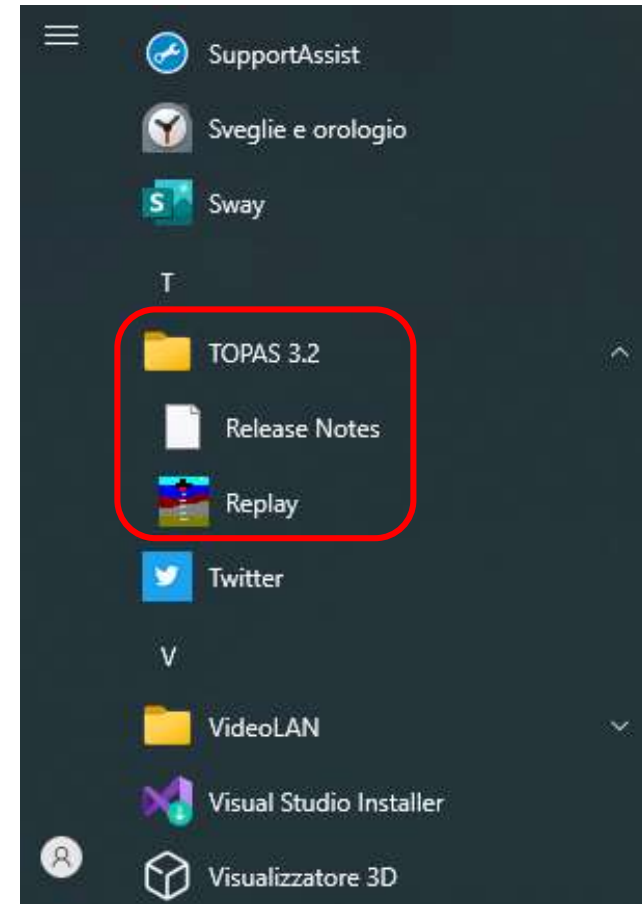 SupportAssist
Sveglie e orologio
S Sway
T
TOPAS 3.2
Release Notes
Replay
Twitter
V
VideoLAN
Visual Studio Installer
Visualizzatore 3D